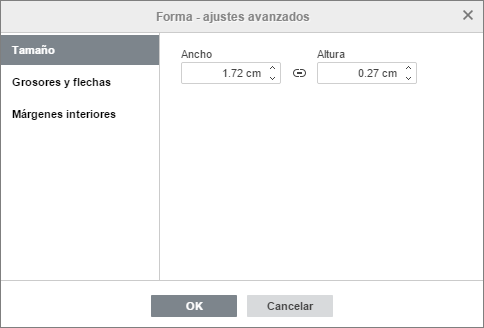 Forma - ajustes avanzados
Tamaño
Grosores y flechas
Márgenes interiores
Ancho Altura
1.72 cm 0.27 cm
OK Cancelar